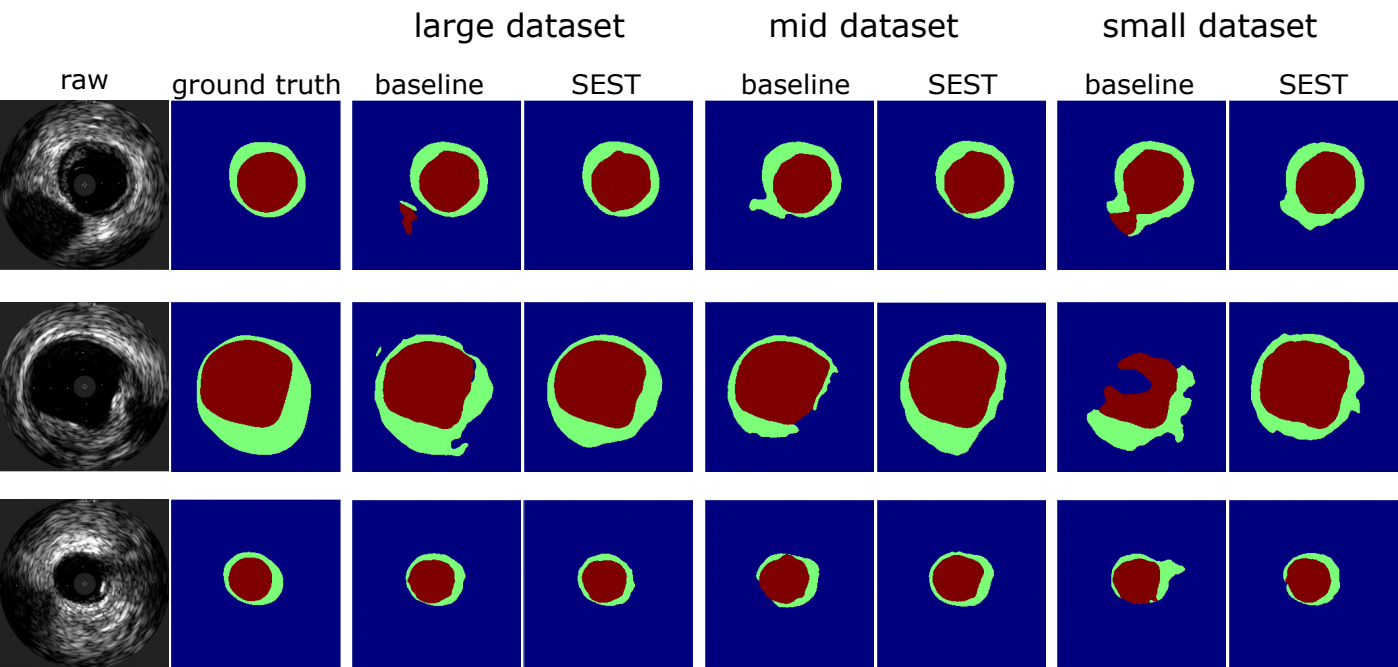 large dataset mid dataset small dataset
raw ground truth baseline SEST baseline SEST baseline SEST